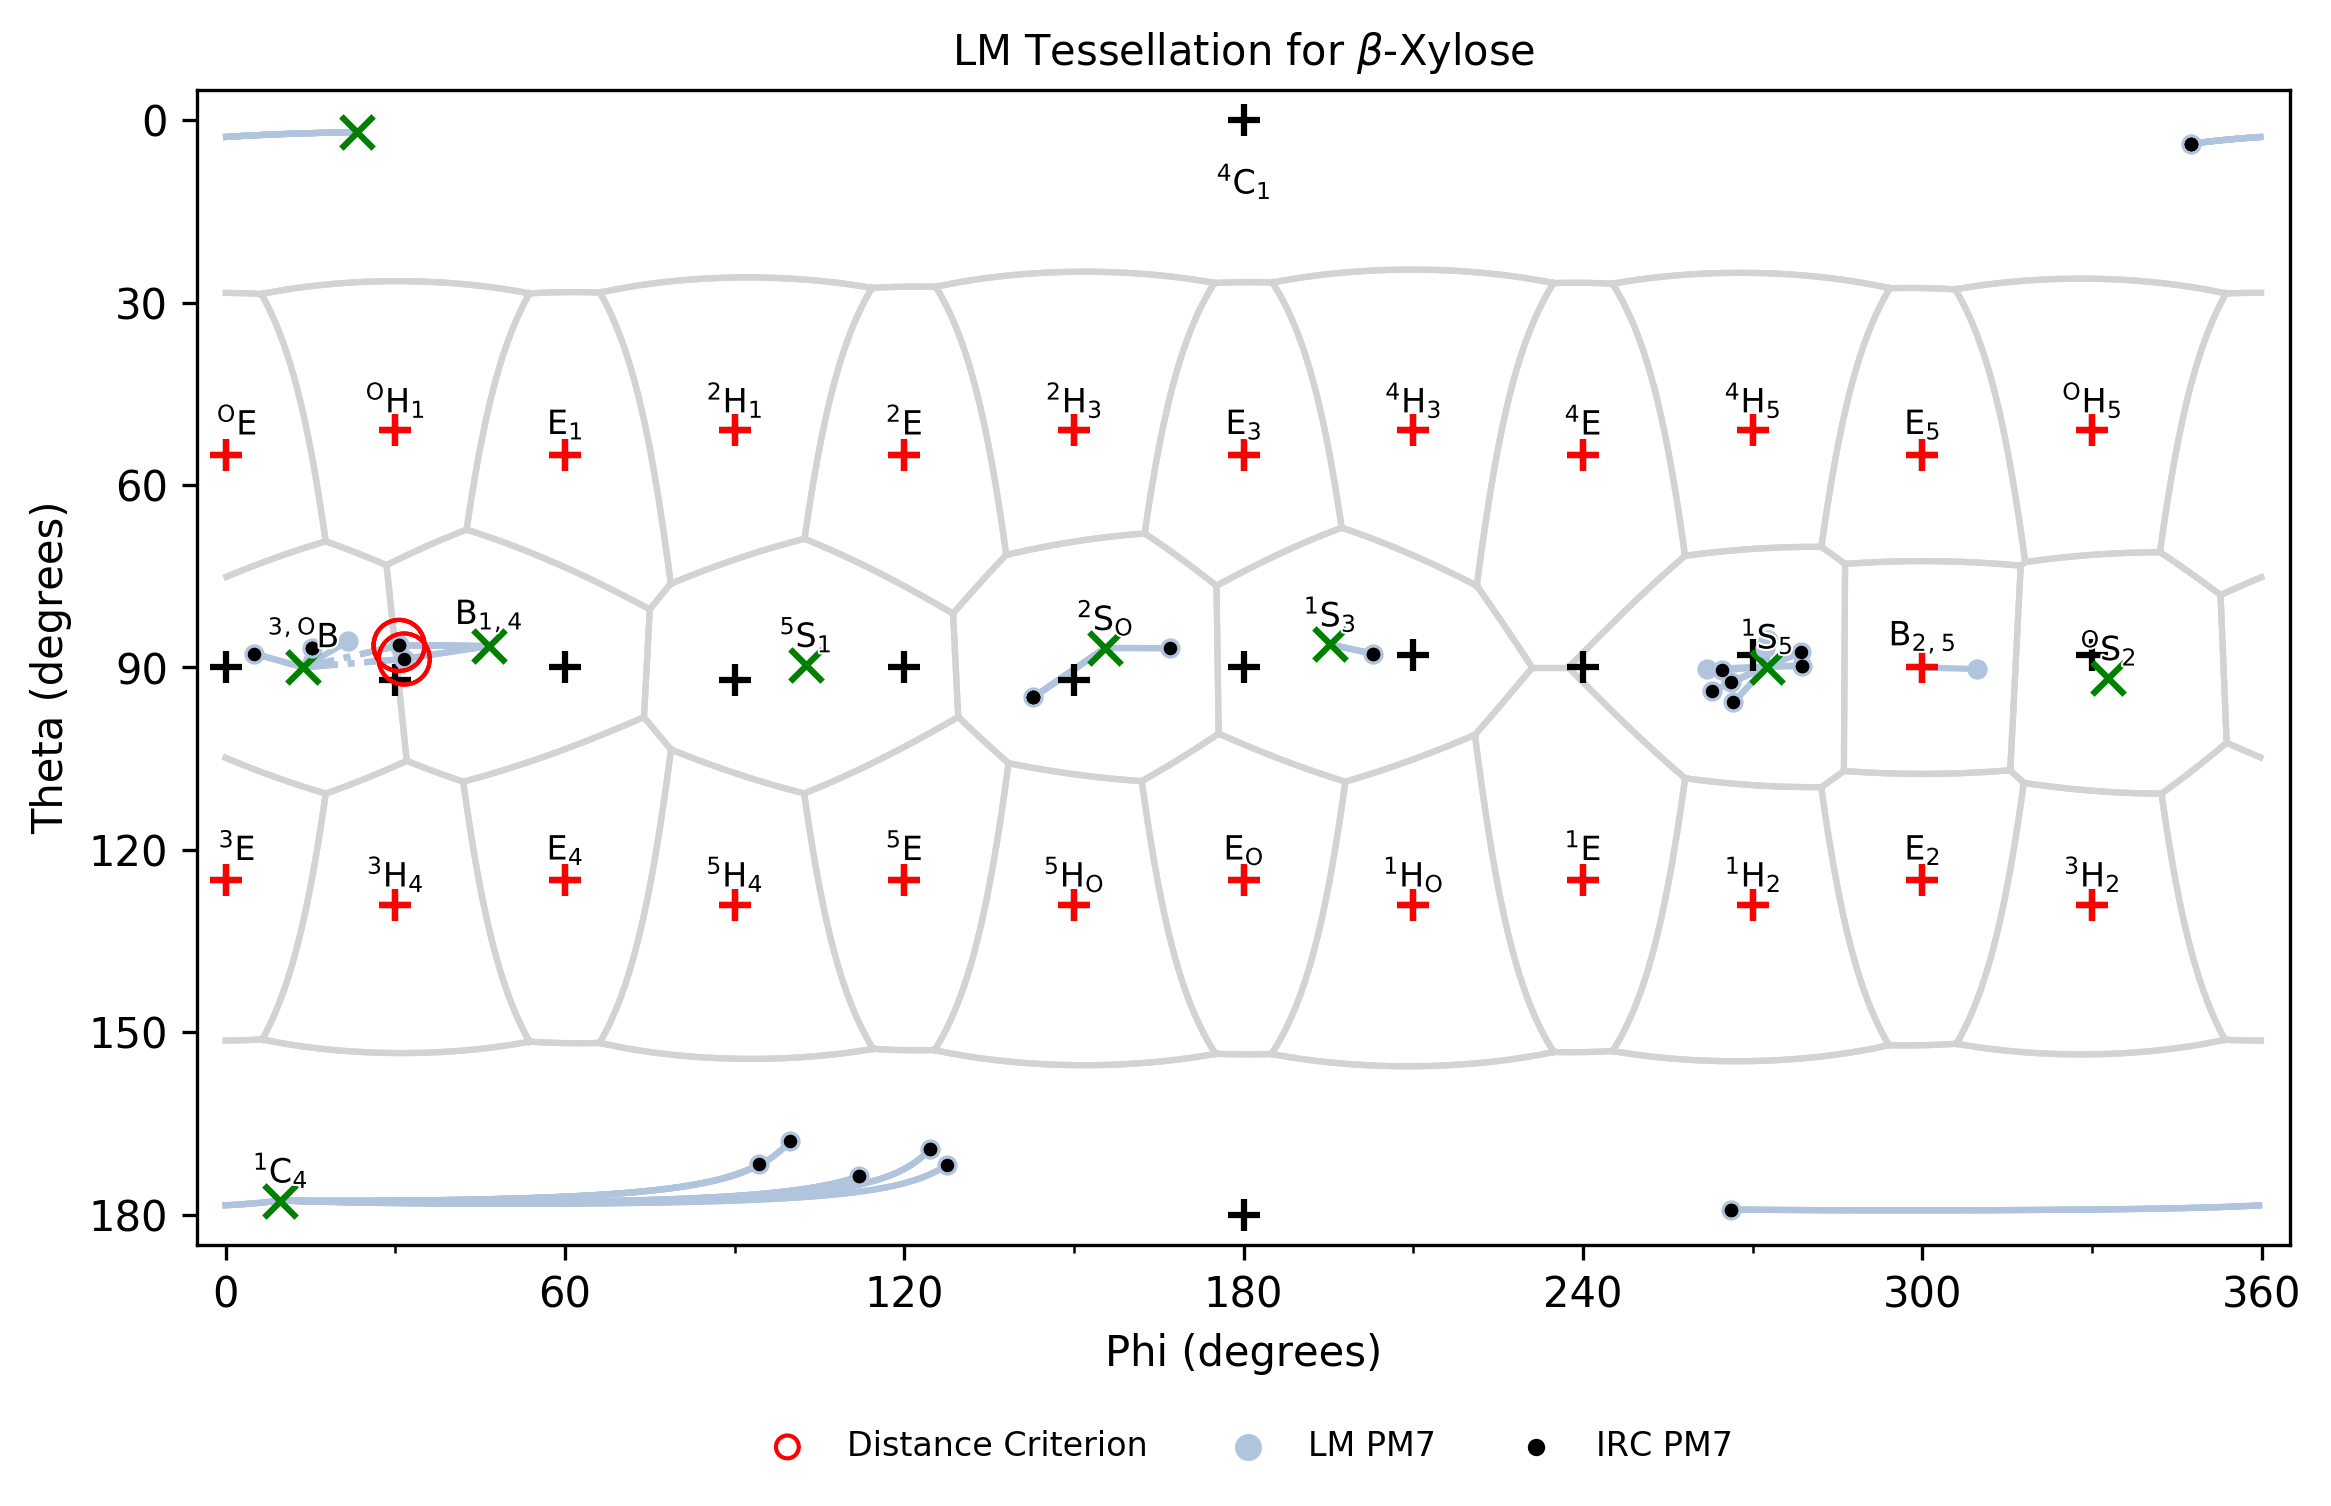 LM Tessellation for β-Xylose
0
⁴C₁
30
ᴼH₁ ²H₁ ²H₃ ⁴H₃ ⁴H₅ ᴼH₅
ᴼE E₁ ²E E₃ ⁴E E₅
60
³,ᴼB B₁,₄ ⁵S₁ ²Sₒ ¹S₃ ¹S₅ B₂,₅ ᴼS₂
90
³E E₄ ⁵E Eₒ ¹E E₂
120
³H₄ ⁵H₄ ⁵Hₒ ¹Hₒ ¹H₂ ³H₂
150
¹C₄
180
Theta (degrees)
0 60 120 180 240 300 360
Phi (degrees)
Distance Criterion LM PM7 IRC PM7